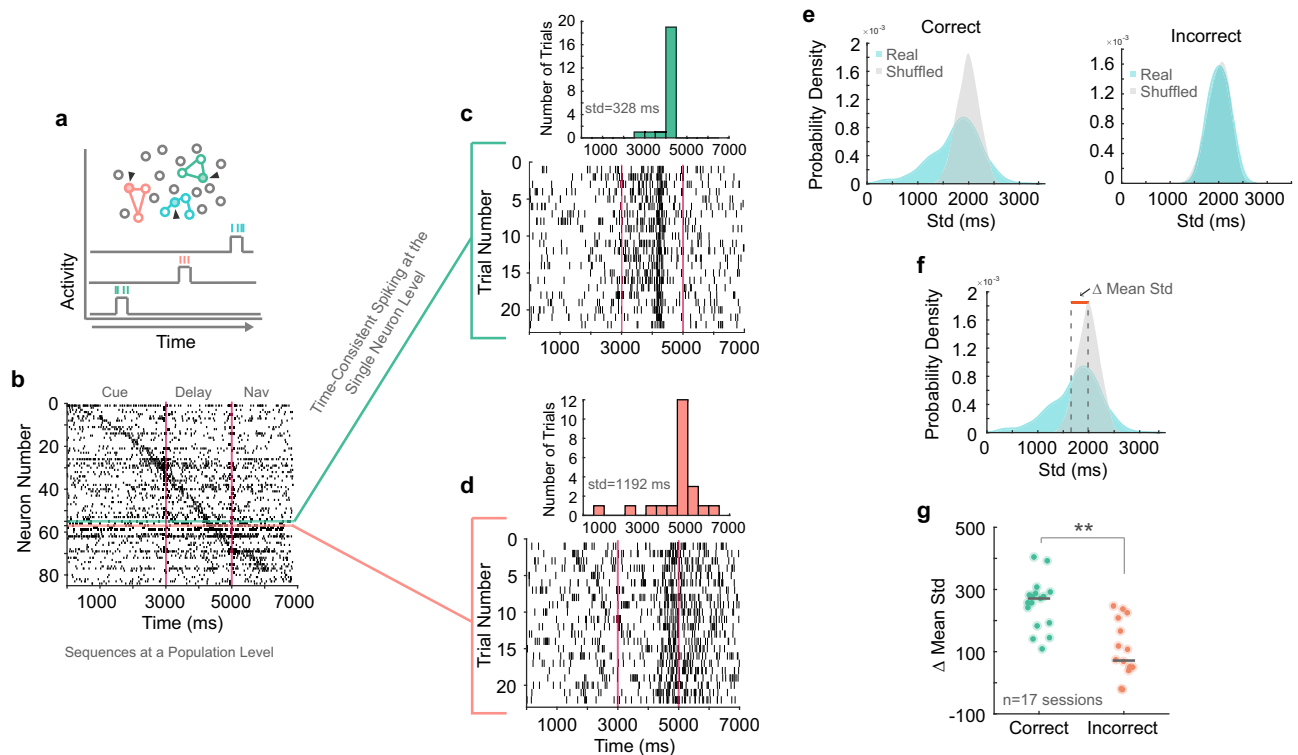 a
Activity
Time
b
Cue Delay Nav
0
20
40
60
80
Neuron Number
1000 3000 5000 7000
Time (ms)
Sequences at a Population Level
Time-Consistent Spiking at the
Single Neuron Level
c
20
16
12
8
4
0
Number of Trials
std=328 ms
1000 3000 5000 7000
0
5
10
15
20
Trial Number
1000 3000 5000 7000
d
12
10
8
6
4
2
0
Number of Trials
std=1192 ms
1000 3000 5000 7000
0
5
10
15
20
Trial Number
1000 3000 5000 7000
Time (ms)
e
Correct
×10⁻³
2
1.6
1.2
0.8
0.4
0
Probability Density
Real
Shuffled
0 1000 2000 3000
Std (ms)
Incorrect
×10⁻³
2
1.6
1.2
0.8
0.4
0
Real
Shuffled
0 1000 2000 3000
Std (ms)
f
×10⁻³
2
1.6
1.2
0.8
0.4
0
Probability Density
Δ Mean Std
0 1000 2000 3000
Std (ms)
g
500
300
100
-100
Δ Mean Std
**
n=17 sessions
Correct Incorrect